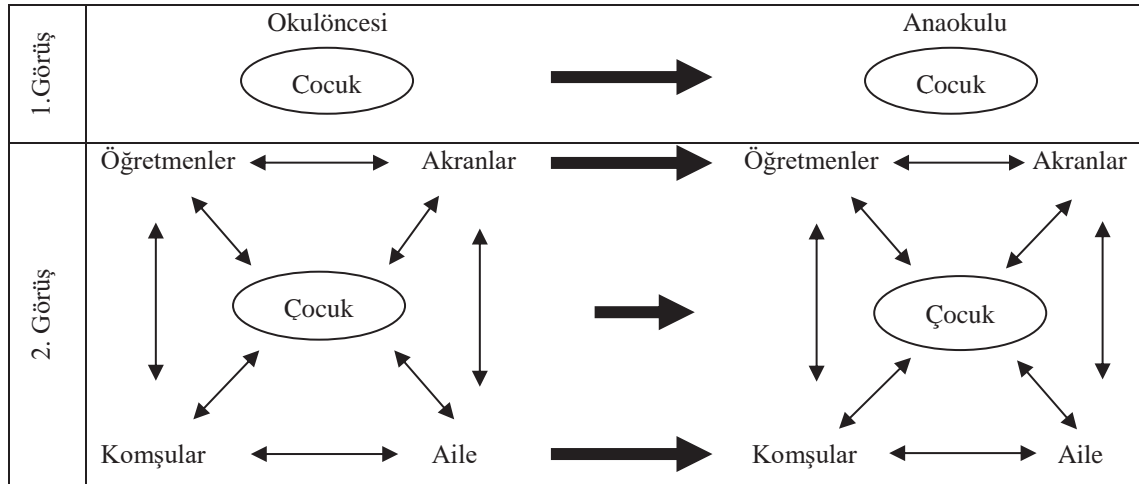 Okulöncesi Anaokulu
1.Görüş
Cocuk Cocuk
Öğretmenler Akranlar Öğretmenler Akranlar
2. Görüş
Çocuk Çocuk
Komşular Aile Komşular Aile